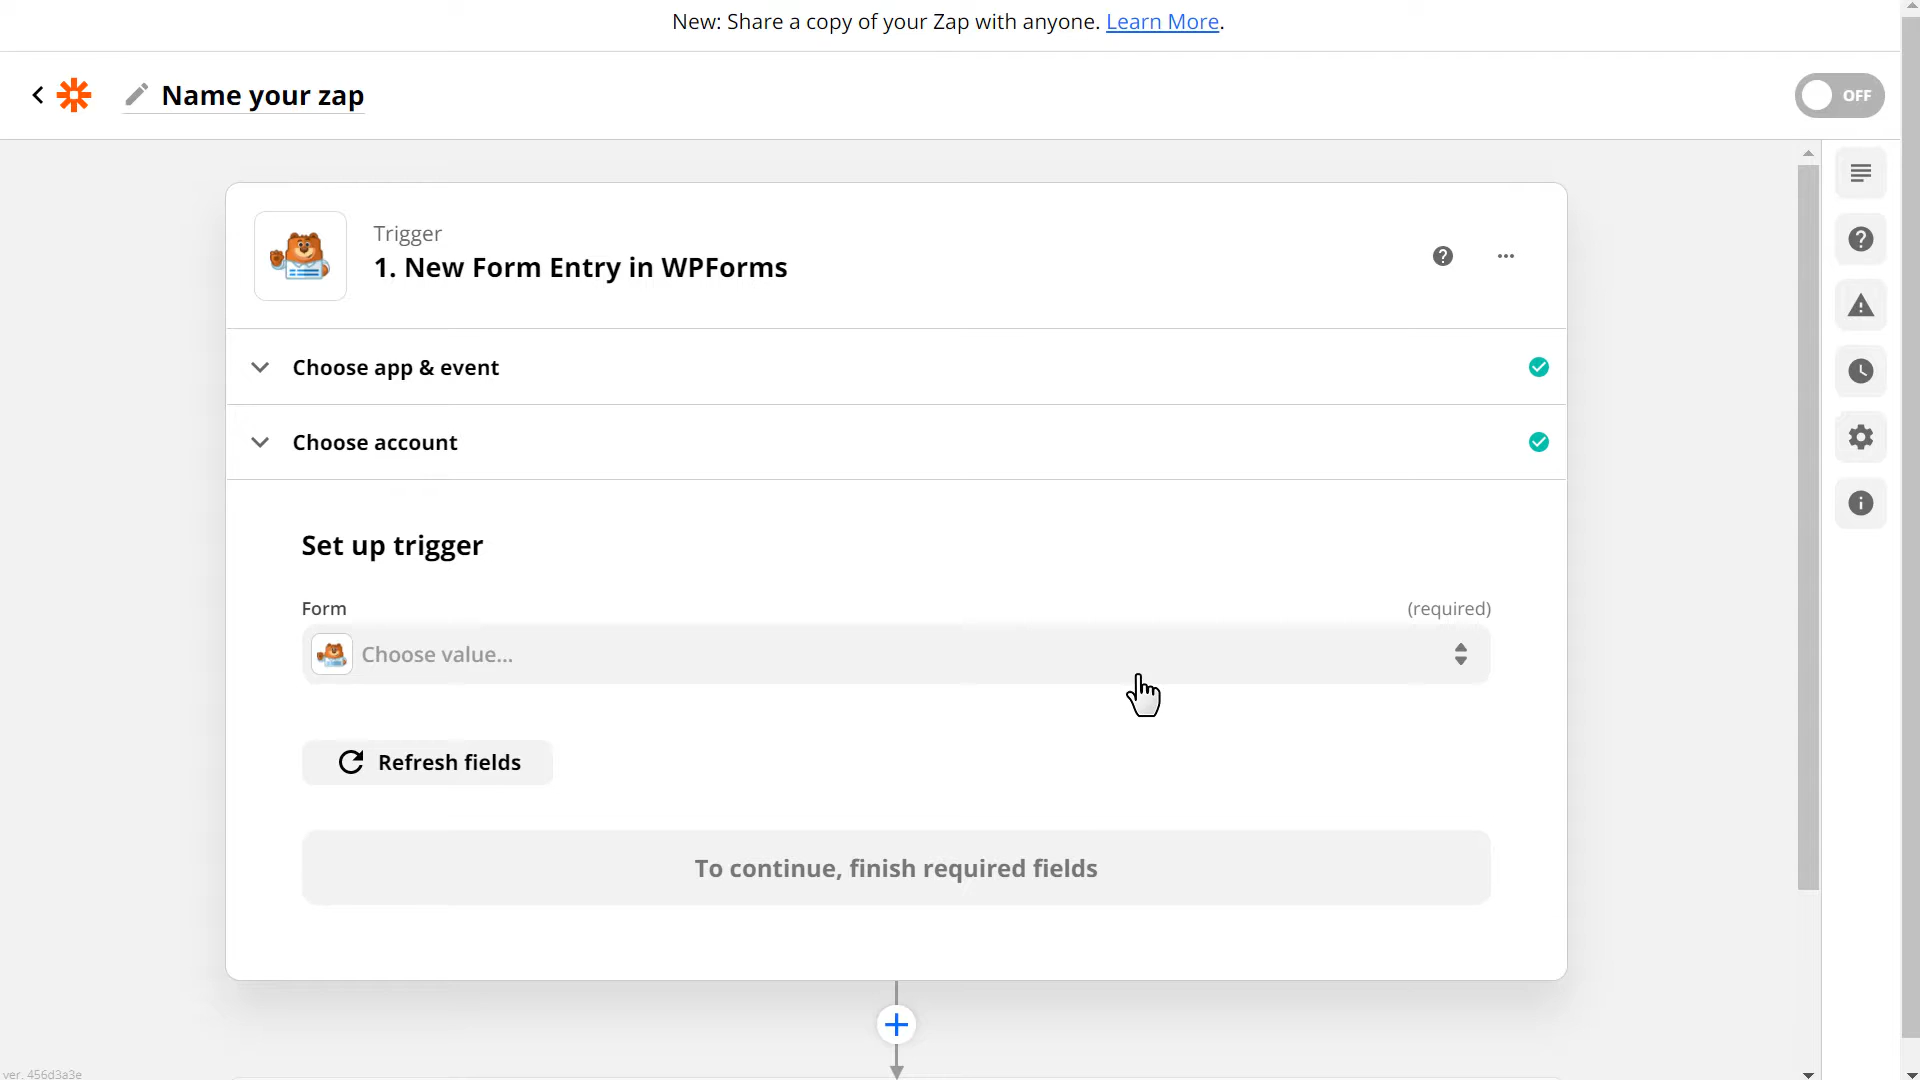 New: Share a copy of your Zap with anyone. Learn More.
Name your zap
OFF
Trigger
1. New Form Entry in WPForms
Choose app & event
Choose account
Set up trigger
Form
(required)
Choose value...
Refresh fields
To continue, finish required fields
ver. 456d3a3e